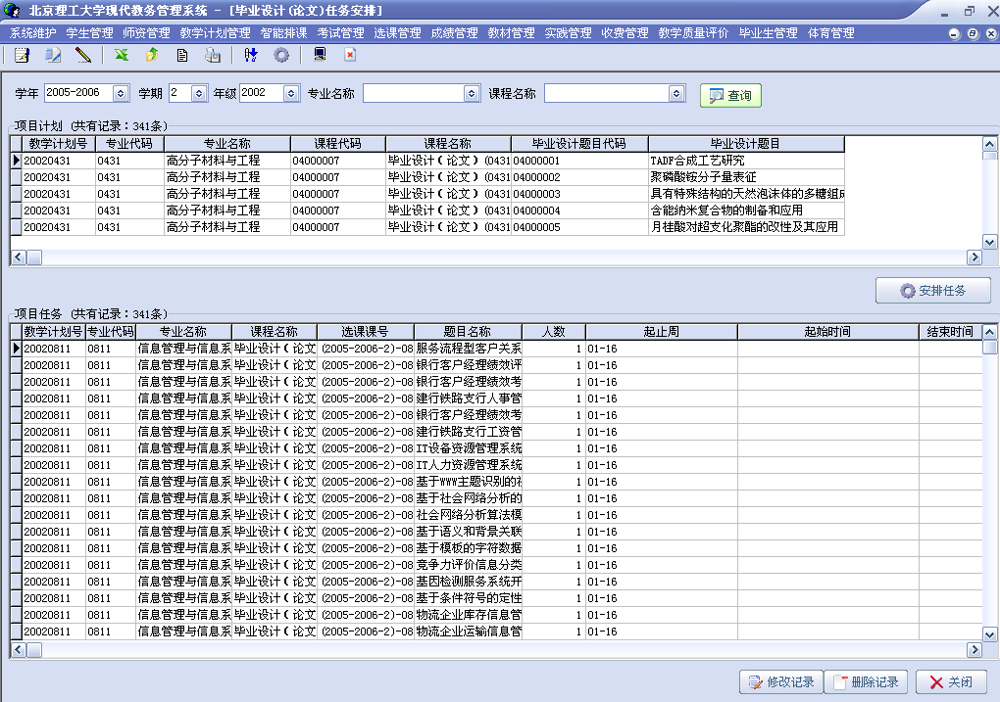 北京理工大学现代教务管理系统 - [毕业设计(论文)任务安排]
系统维护 学生管理 师资管理 教学计划管理 智能排课 考试管理 选课管理 成绩管理 教材管理 实践管理 收费管理 教学质量评价 毕业生管理 体育管理
学年 2005-2006 学期 2 年级 2002 专业名称 课程名称 查询
项目计划 (共有记录：341条)
教学计划号 专业代码 专业名称 课程代码 课程名称 毕业设计题目代码 毕业设计题目
20020431 0431 高分子材料与工程 04000007 毕业设计(论文)(0431 04000001 TADF合成工艺研究
20020431 0431 高分子材料与工程 04000007 毕业设计(论文)(0431 04000002 聚磷酸铵分子量表征
20020431 0431 高分子材料与工程 04000007 毕业设计(论文)(0431 04000003 具有特殊结构的天然泡沫体的多糖组成
20020431 0431 高分子材料与工程 04000007 毕业设计(论文)(0431 04000004 含能纳米复合物的制备和应用
20020431 0431 高分子材料与工程 04000007 毕业设计(论文)(0431 04000005 月桂酸对超支化聚酯的改性及其应用
安排任务
项目任务 (共有记录：341条)
教学计划号 专业代码 专业名称 课程名称 选课课号 题目名称 人数 起止周 起始时间 结束时间
20020811 0811 信息管理与信息系 毕业设计(论文 (2005-2006-2)-08 服务流程型客户关系 1 01-16
20020811 0811 信息管理与信息系 毕业设计(论文 (2005-2006-2)-08 银行客户经理绩效评 1 01-16
20020811 0811 信息管理与信息系 毕业设计(论文 (2005-2006-2)-08 银行客户经理绩效考 1 01-16
20020811 0811 信息管理与信息系 毕业设计(论文 (2005-2006-2)-08 建行铁路支行人事管 1 01-16
20020811 0811 信息管理与信息系 毕业设计(论文 (2005-2006-2)-08 银行客户经理绩效考 1 01-16
20020811 0811 信息管理与信息系 毕业设计(论文 (2005-2006-2)-08 建行铁路支行工资管 1 01-16
20020811 0811 信息管理与信息系 毕业设计(论文 (2005-2006-2)-08 IT设备资源管理系统 1 01-16
20020811 0811 信息管理与信息系 毕业设计(论文 (2005-2006-2)-08 IT人力资源管理系统 1 01-16
20020811 0811 信息管理与信息系 毕业设计(论文 (2005-2006-2)-08 基于WWW主题识别的 1 01-16
20020811 0811 信息管理与信息系 毕业设计(论文 (2005-2006-2)-08 基于社会网络分析的 1 01-16
20020811 0811 信息管理与信息系 毕业设计(论文 (2005-2006-2)-08 社会网络分析算法模 1 01-16
20020811 0811 信息管理与信息系 毕业设计(论文 (2005-2006-2)-08 基于语义和背景关联 1 01-16
20020811 0811 信息管理与信息系 毕业设计(论文 (2005-2006-2)-08 基于模板的字符数据 1 01-16
20020811 0811 信息管理与信息系 毕业设计(论文 (2005-2006-2)-08 竞争力评价信息分类 1 01-16
20020811 0811 信息管理与信息系 毕业设计(论文 (2005-2006-2)-08 基因检测服务系统开 1 01-16
20020811 0811 信息管理与信息系 毕业设计(论文 (2005-2006-2)-08 基于条件符号的定性 1 01-16
20020811 0811 信息管理与信息系 毕业设计(论文 (2005-2006-2)-08 物流企业库存信息管 1 01-16
20020811 0811 信息管理与信息系 毕业设计(论文 (2005-2006-2)-08 物流企业运输信息管 1 01-16
修改记录 删除记录 关闭